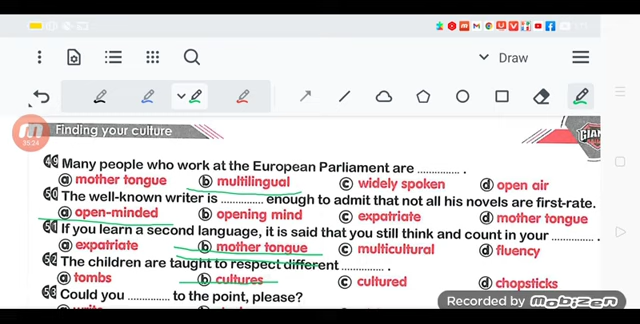 Draw
35:24
Finding your culture
GIAN
Many people who work at the European Parliament are ............. .
ⓐ mother tongue ⓑ multilingual ⓒ widely spoken ⓓ open air
The well-known writer is ............. enough to admit that not all his novels are first-rate.
ⓐ open-minded ⓑ opening mind ⓒ expatriate ⓓ mother tongue
If you learn a second language, it is said that you still think and count in your ............. .
ⓐ expatriate ⓑ mother tongue ⓒ multicultural ⓓ fluency
The children are taught to respect different ............. .
ⓐ tombs ⓑ cultures ⓒ cultured ⓓ chopsticks
Could you ............. to the point, please?
Recorded by Mobizen